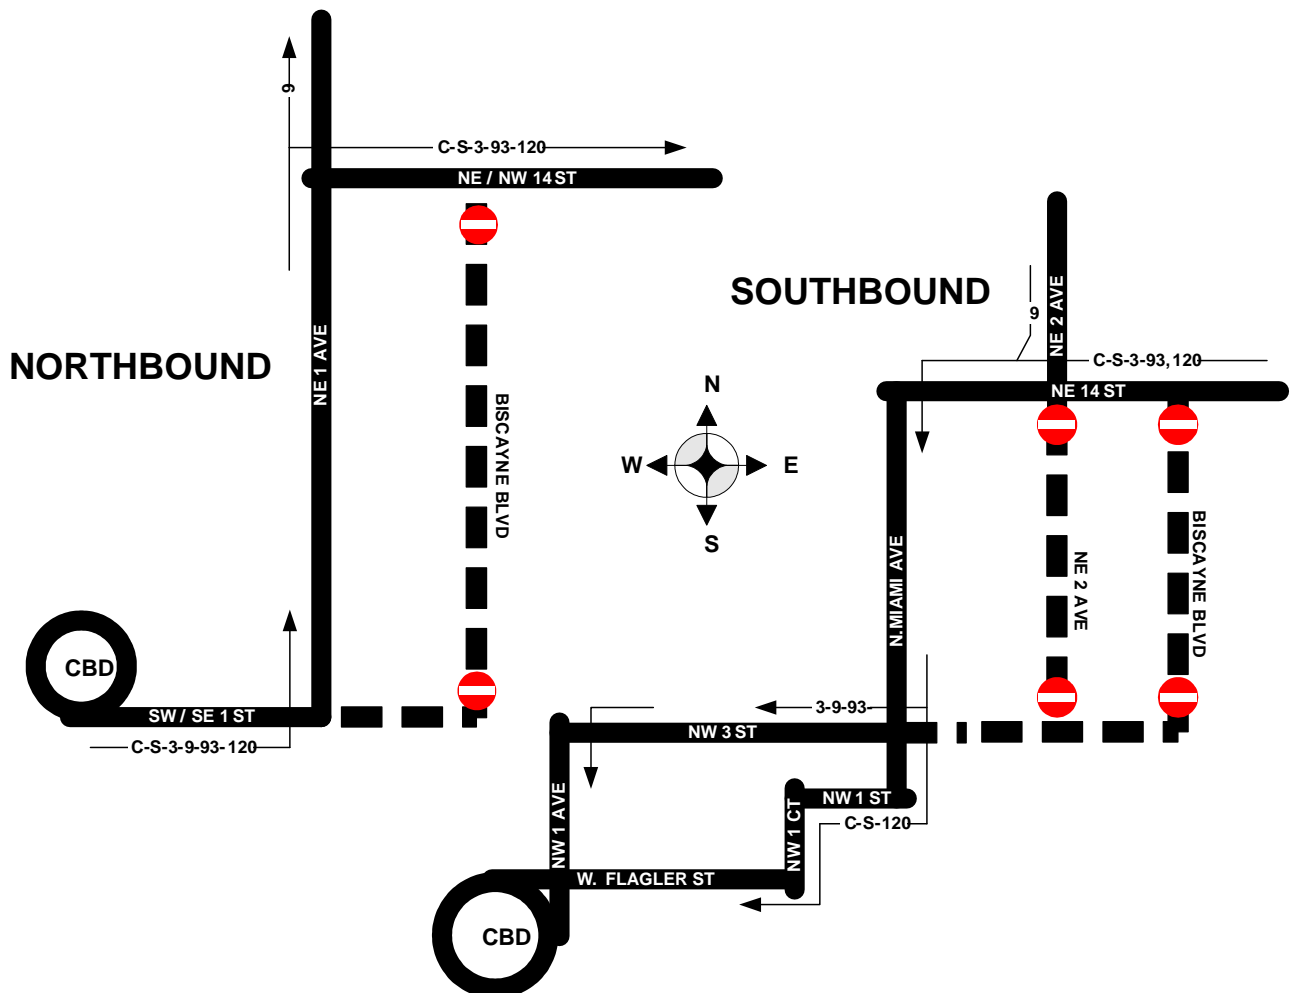 9
C-S-3-93-120
NE / NW 14 ST
NE 1 AVE
NORTHBOUND
BISCAYNE BLVD
CBD
SW / SE 1 ST
C-S-3-9-93-120
N
W
E
S
SOUTHBOUND
9
NE 2 AVE
C-S-3-93,120
NE 14 ST
N.MIAMI AVE
NE 2 AVE
BISCAYNE BLVD
3-9-93-
NW 3 ST
NW 1 AVE
NW 1 ST
NW 1 CT
C-S-120
W. FLAGLER ST
CBD